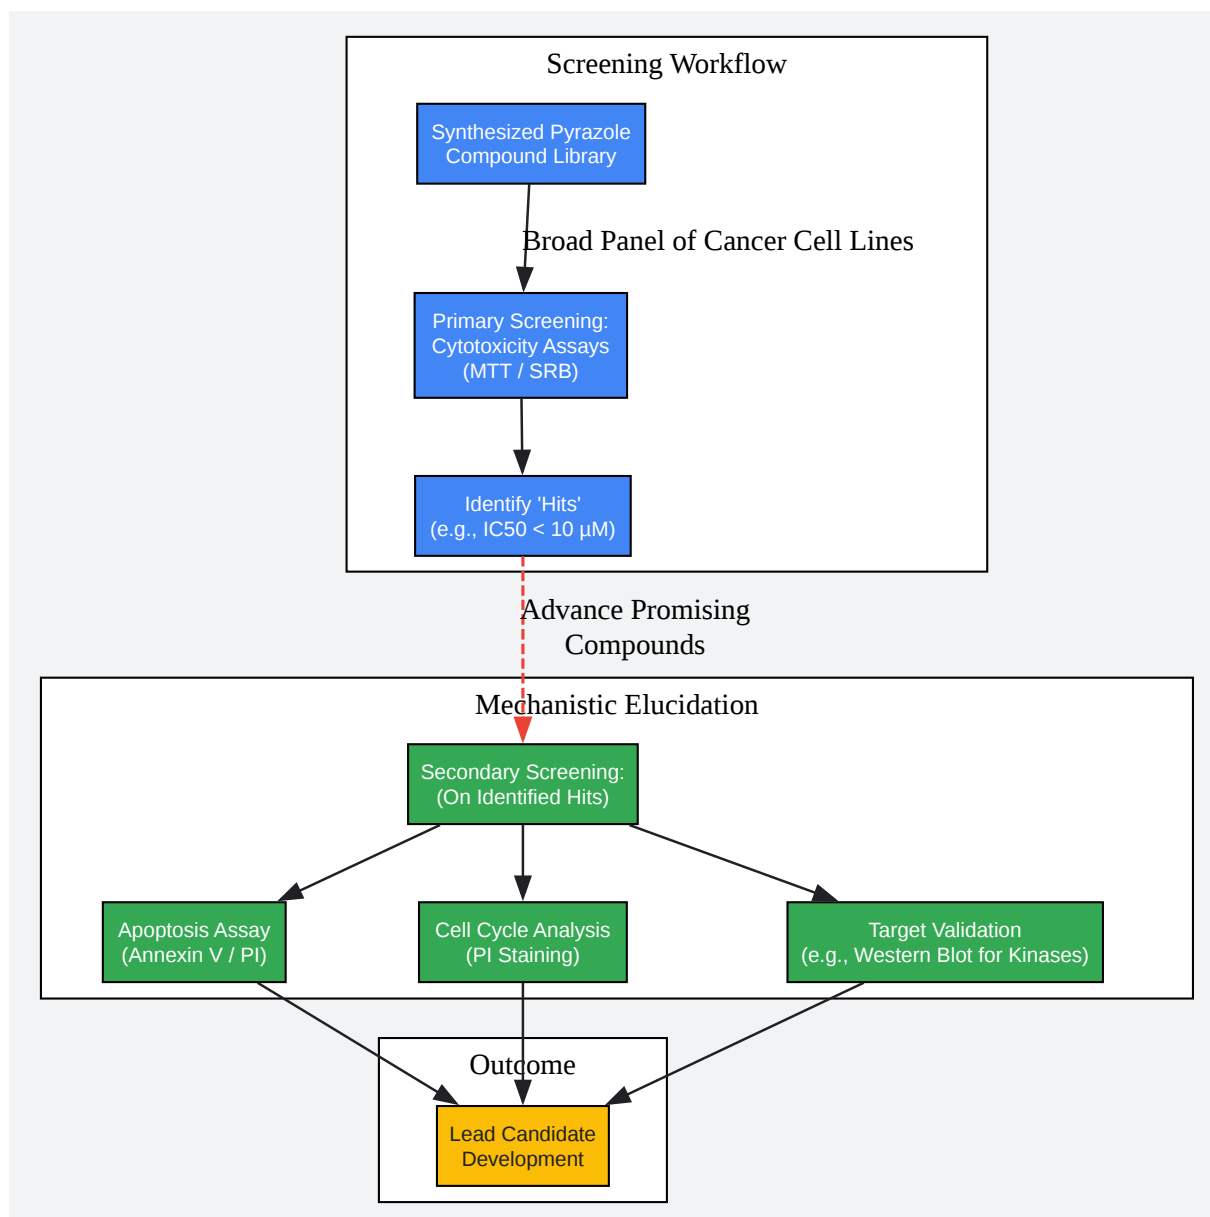 Screening Workflow
Synthesized Pyrazole
Compound Library
Broad Panel of Cancer Cell Lines
Primary Screening:
Cytotoxicity Assays
(MTT / SRB)
Identify 'Hits'
(e.g., IC50 < 10 µM)
Advance Promising
Compounds
Mechanistic Elucidation
Secondary Screening:
(On Identified Hits)
Apoptosis Assay
(Annexin V / PI)
Cell Cycle Analysis
(PI Staining)
Target Validation
(e.g., Western Blot for Kinases)
Outcome
Lead Candidate
Development